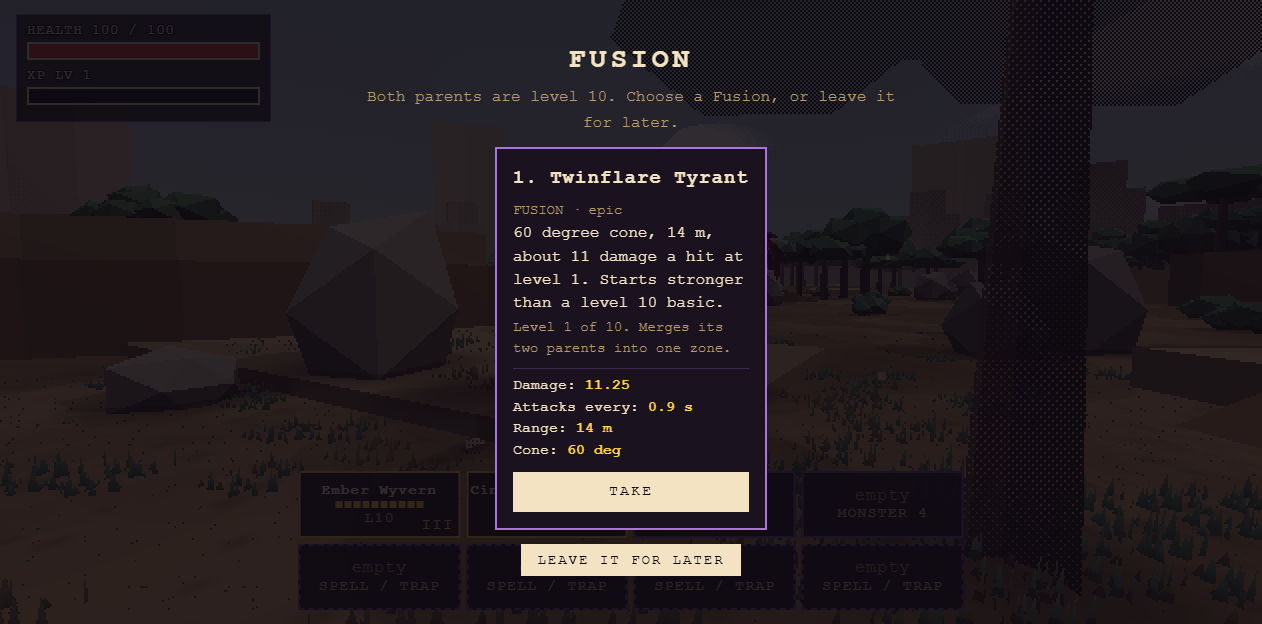 HEALTH 100 / 100
XP LV 1
FUSION
Both parents are level 10. Choose a Fusion, or leave it
for later.
1. Twinflare Tyrant
FUSION · epic
60 degree cone, 14 m,
about 11 damage a hit at
level 1. Starts stronger
than a level 10 basic.
Level 1 of 10. Merges its
two parents into one zone.
Damage: 11.25
Attacks every: 0.9 s
Range: 14 m
Cone: 60 deg
TAKE
Ember Wyvern
L10
III
Cin
empty
MONSTER 4
LEAVE IT FOR LATER
empty
SPELL / TRAP
SPELL / TRAP
SPELL / TRAP
empty
SPELL / TRAP